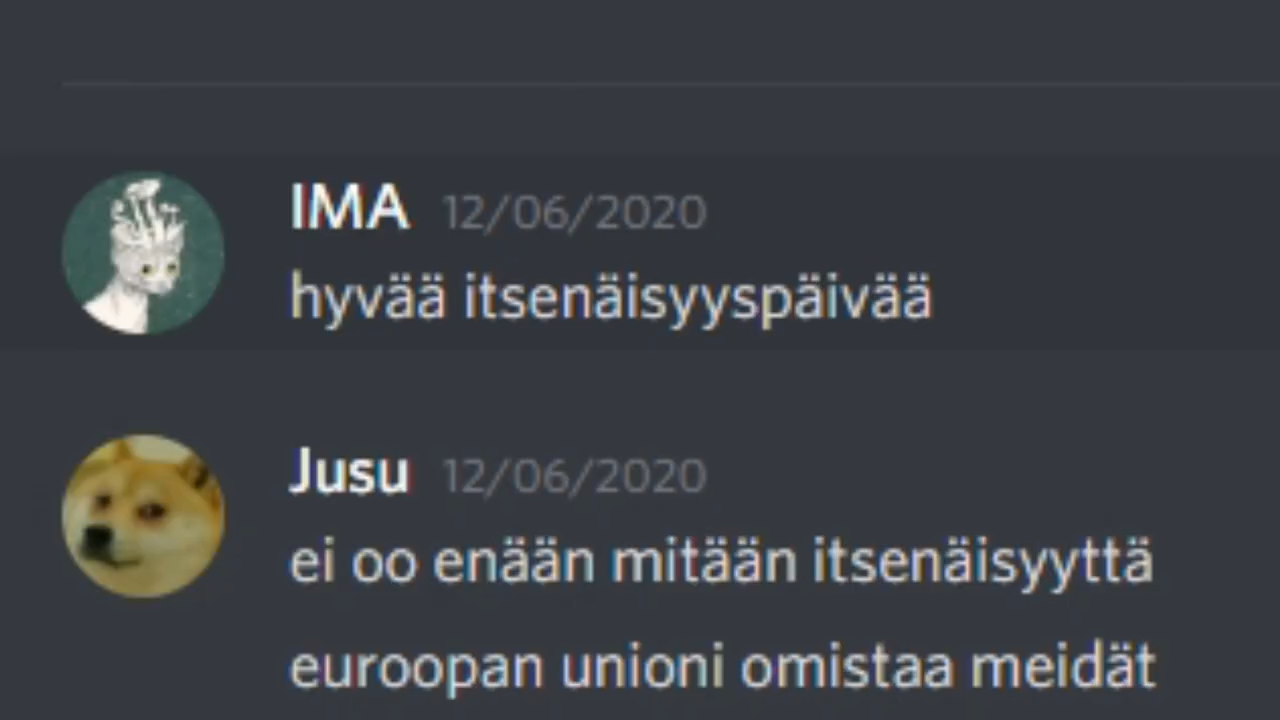 IMA 12/06/2020
hyvää itsenäisyyspäivää
Jusu 12/06/2020
ei oo enään mitään itsenäisyyttä
euroopan unioni omistaa meidät